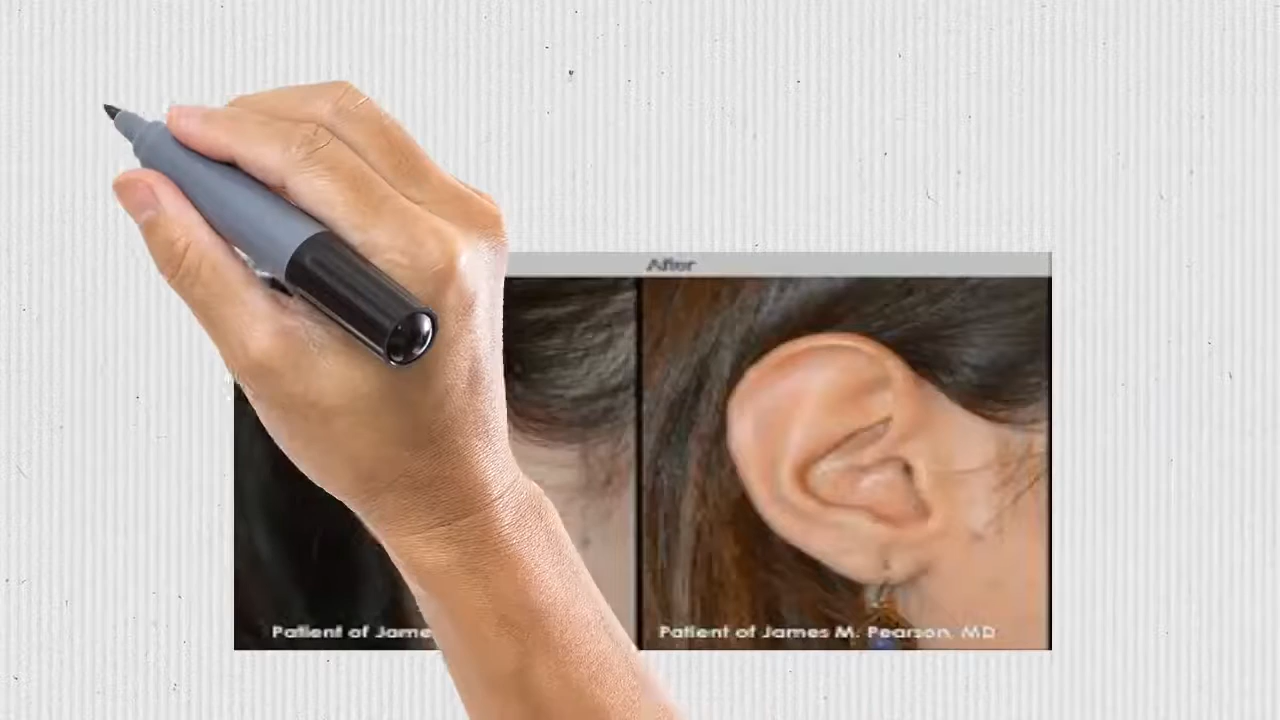 After
Patient of Jame
Patient of James M. Pearson, MD